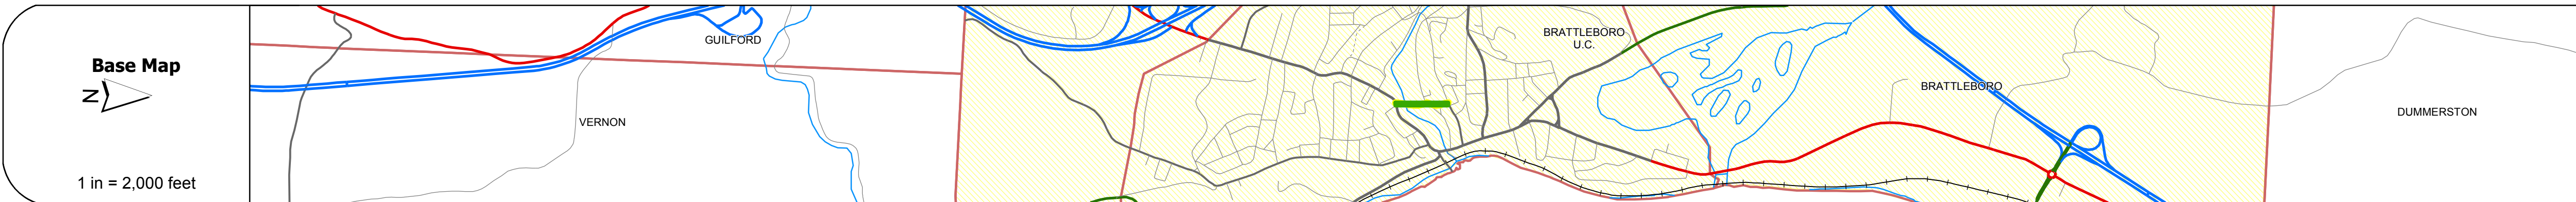 Base Map
N
1 in = 2,000 feet
GUILFORD
VERNON
BRATTLEBORO
U.C.
BRATTLEBORO
DUMMERSTON